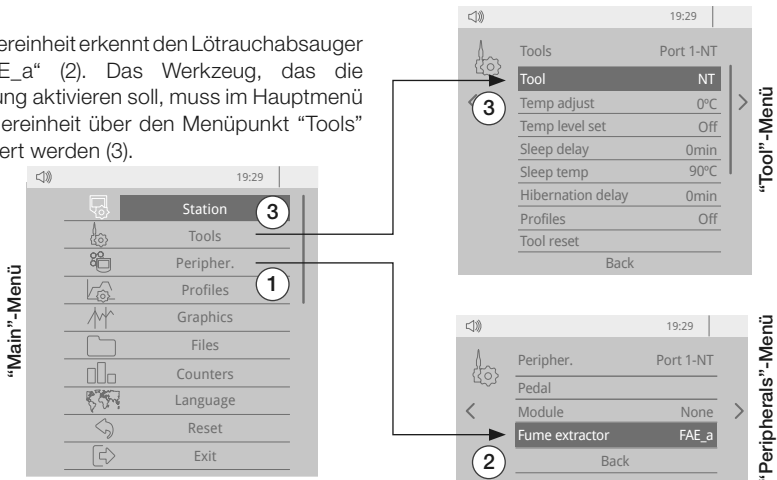 ereinheit erkennt den Lötrauchabsauger
E_a“ (2). Das Werkzeug, das die
ung aktivieren soll, muss im Hauptmenü
ereinheit über den Menüpunkt “Tools”
ert werden (3).
“Main”-Menü
19:29
Station
3
Tools
Peripher.
1
Profiles
Graphics
Files
Counters
Language
Reset
Exit
19:29
Tools Port 1-NT
Tool NT
3
Temp adjust 0ºC
Temp level set Off
Sleep delay 0min
Sleep temp 90ºC
Hibernation delay 0min
Profiles Off
Tool reset
Back
“Tool”-Menü
19:29
Peripher. Port 1-NT
Pedal
Module None
Fume extractor FAE_a
2
Back
“Peripherals”-Menü